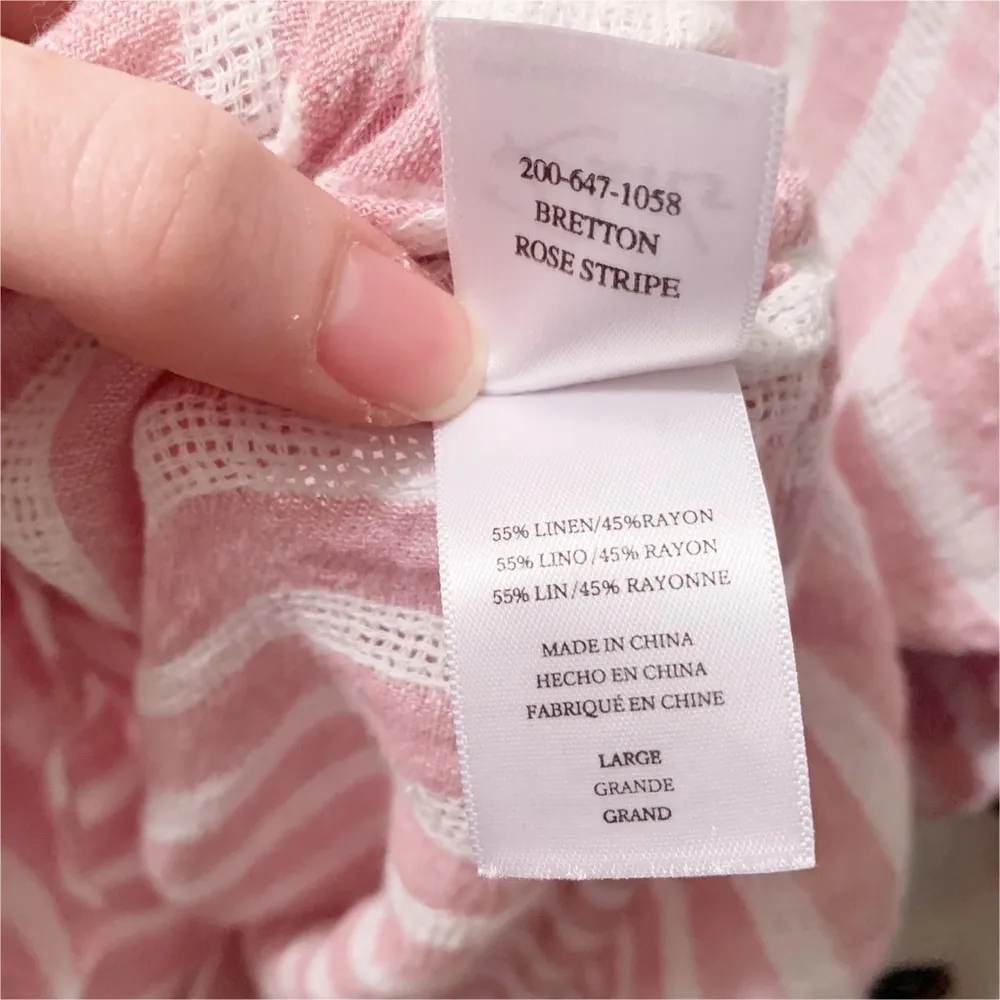 200-647-1058
BRETTON
ROSE STRIPE
55% LINEN/45%RAYON
55% LINO/45% RAYON
55% LIN/45% RAYONNE
MADE IN CHINA
HECHO EN CHINA
FABRIQUÉ EN CHINE
LARGE
GRANDE
GRAND